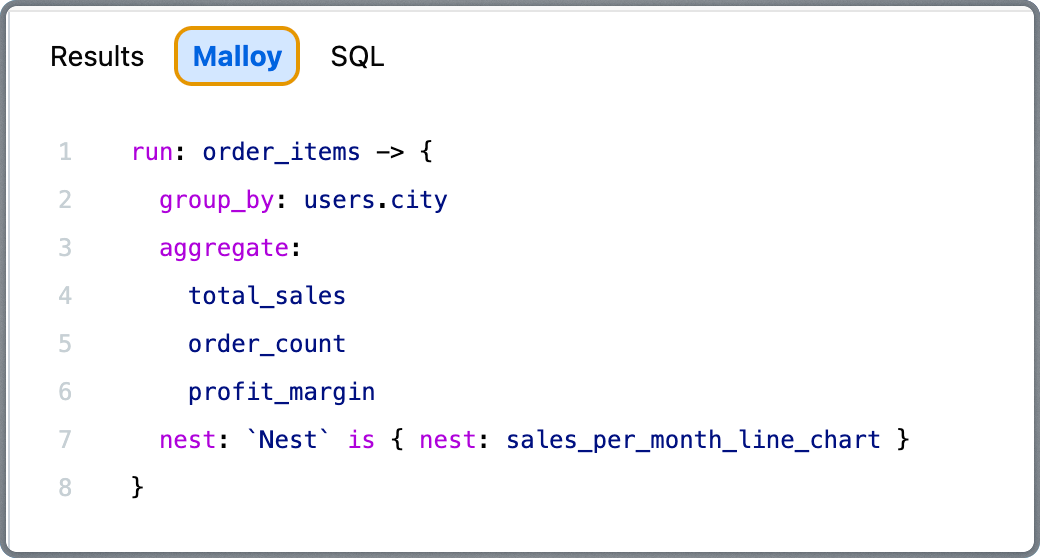 Results Malloy SQL
1 run: order_items -> {
2   group_by: users.city
3   aggregate:
4     total_sales
5     order_count
6     profit_margin
7   nest: `Nest` is { nest: sales_per_month_line_chart }
8 }